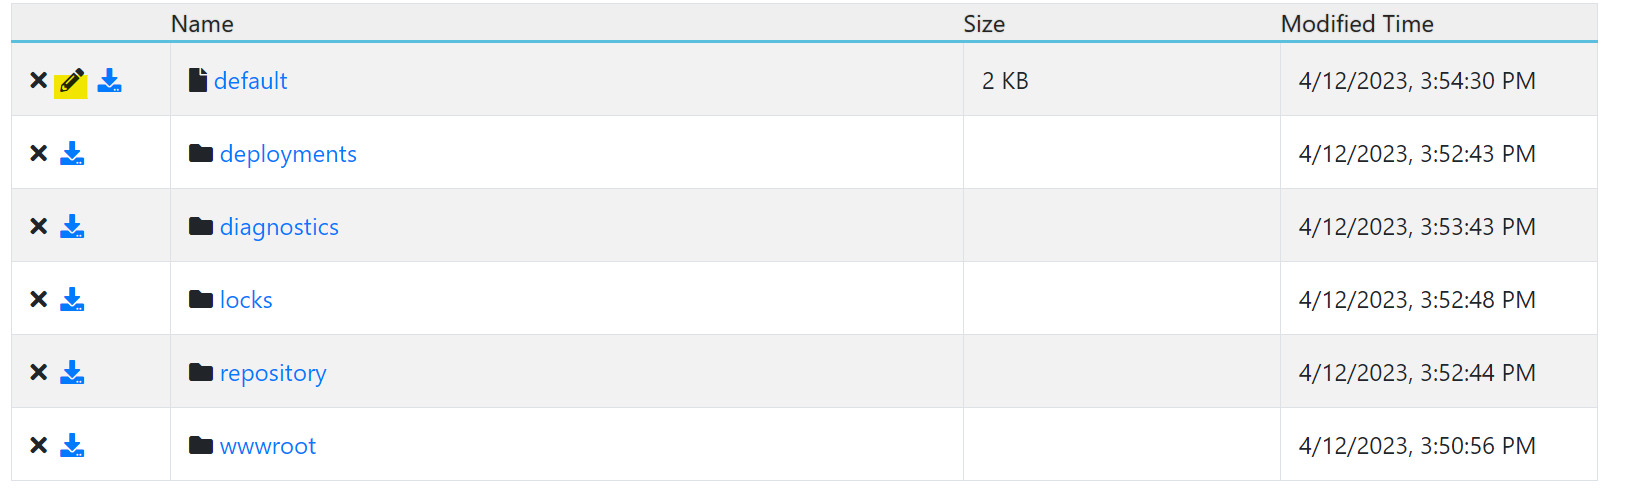 Name Size Modified Time
default 2 KB 4/12/2023, 3:54:30 PM
deployments 4/12/2023, 3:52:43 PM
diagnostics 4/12/2023, 3:53:43 PM
locks 4/12/2023, 3:52:48 PM
repository 4/12/2023, 3:52:44 PM
wwwroot 4/12/2023, 3:50:56 PM